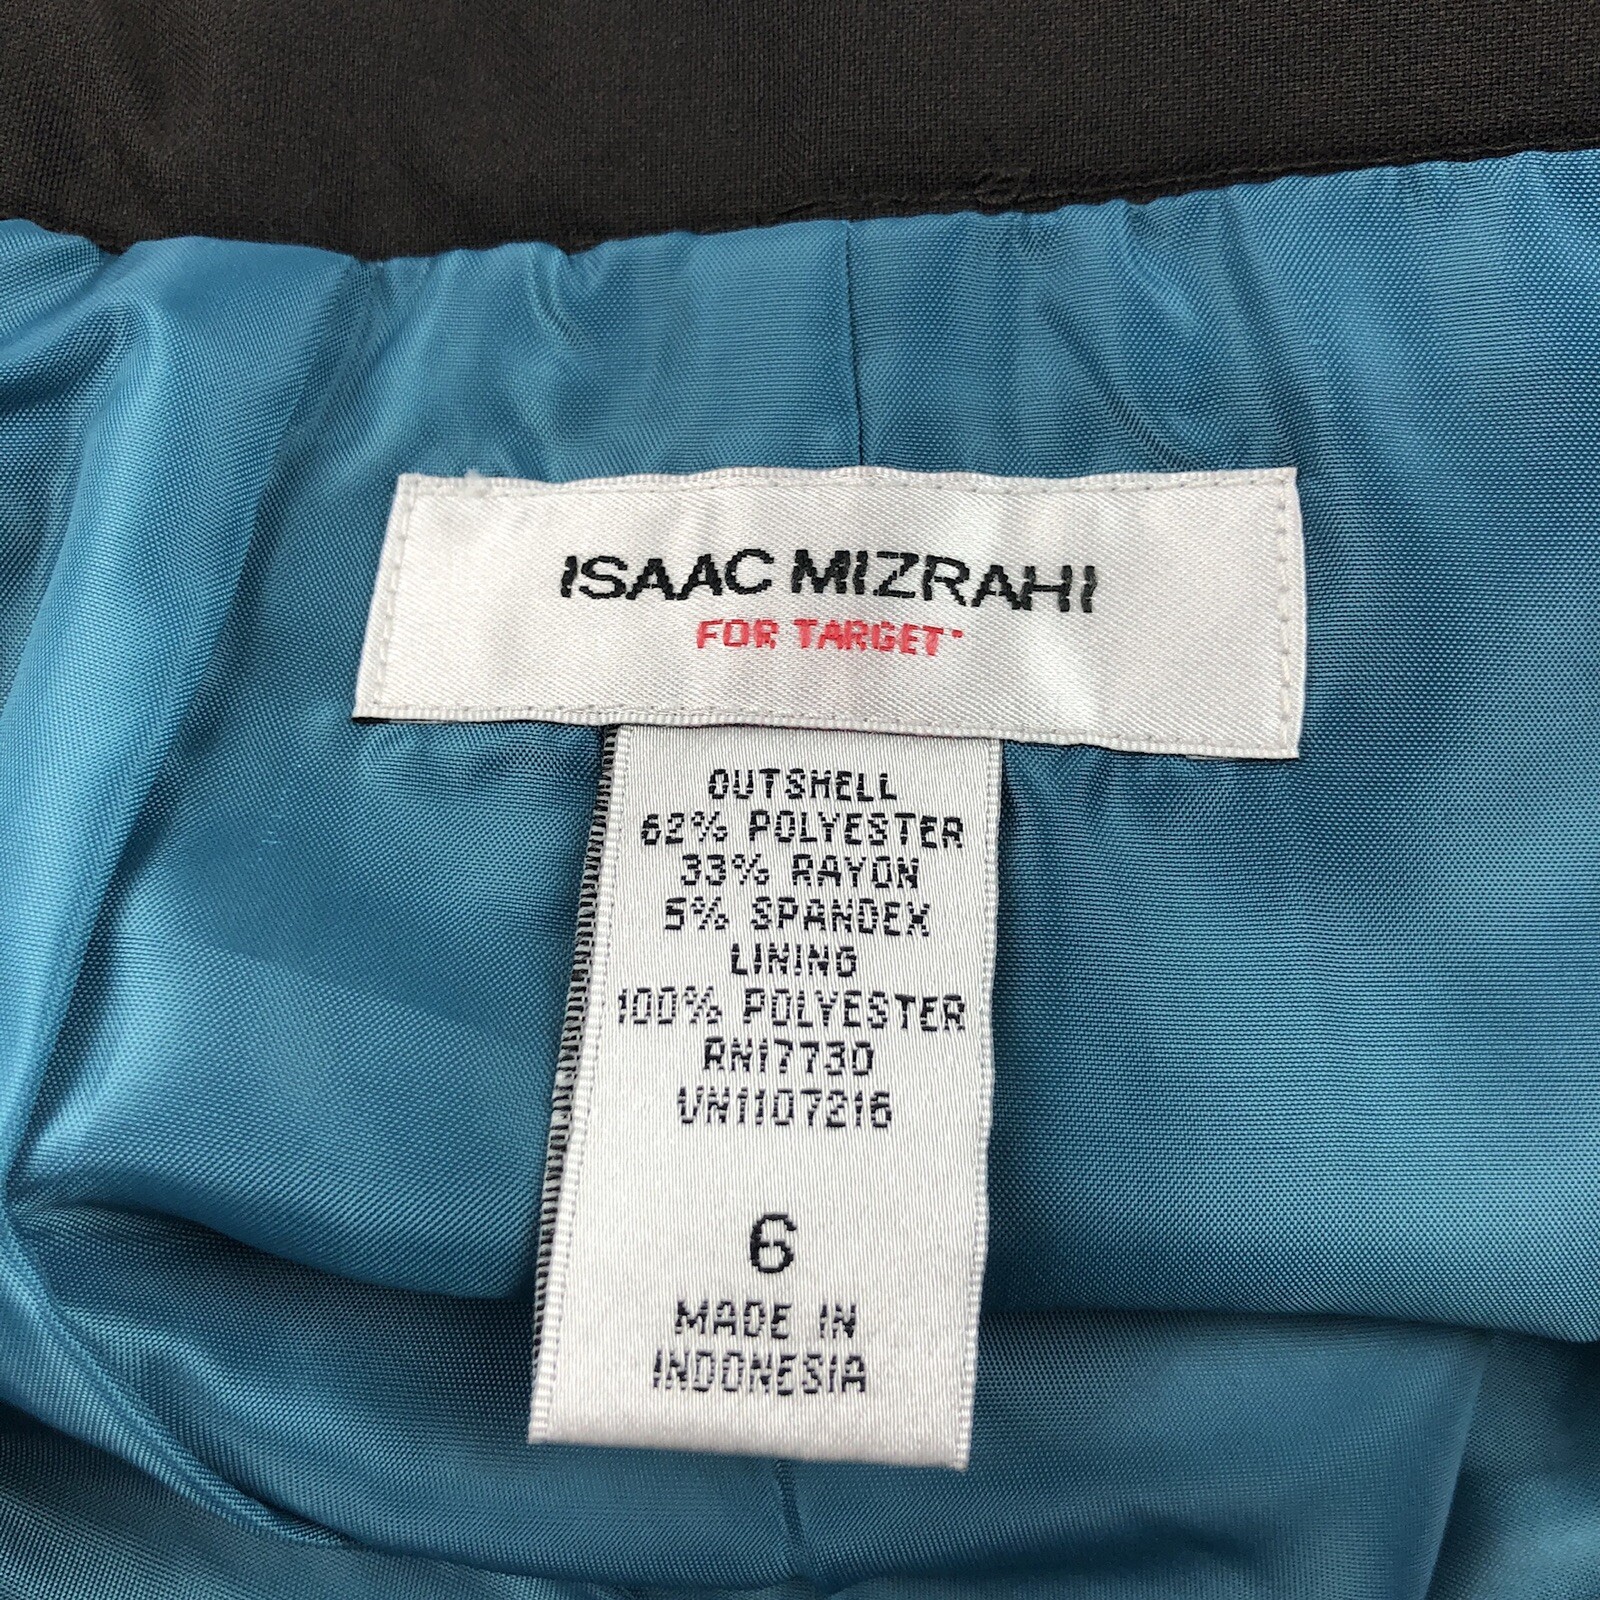 ISAAC MIZRAHI
FOR TARGET
OUTSHELL
62% POLYESTER
33% RAYON
5% SPANDEX
LINING
100% POLYESTER
RN17730
VN1107216
6
MADE IN
INDONESIA